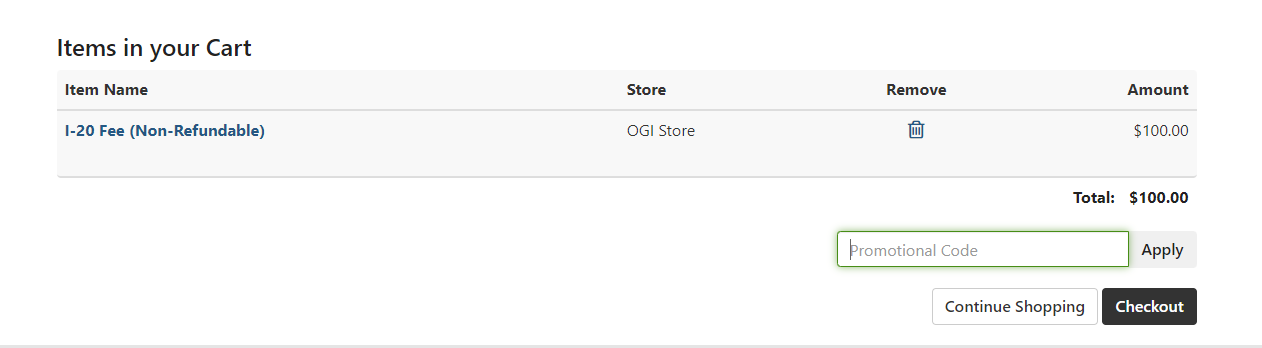 Items in your Cart
Item Name Store Remove Amount
I-20 Fee (Non-Refundable) OGI Store $100.00
Total: $100.00
Promotional Code Apply
Continue Shopping Checkout